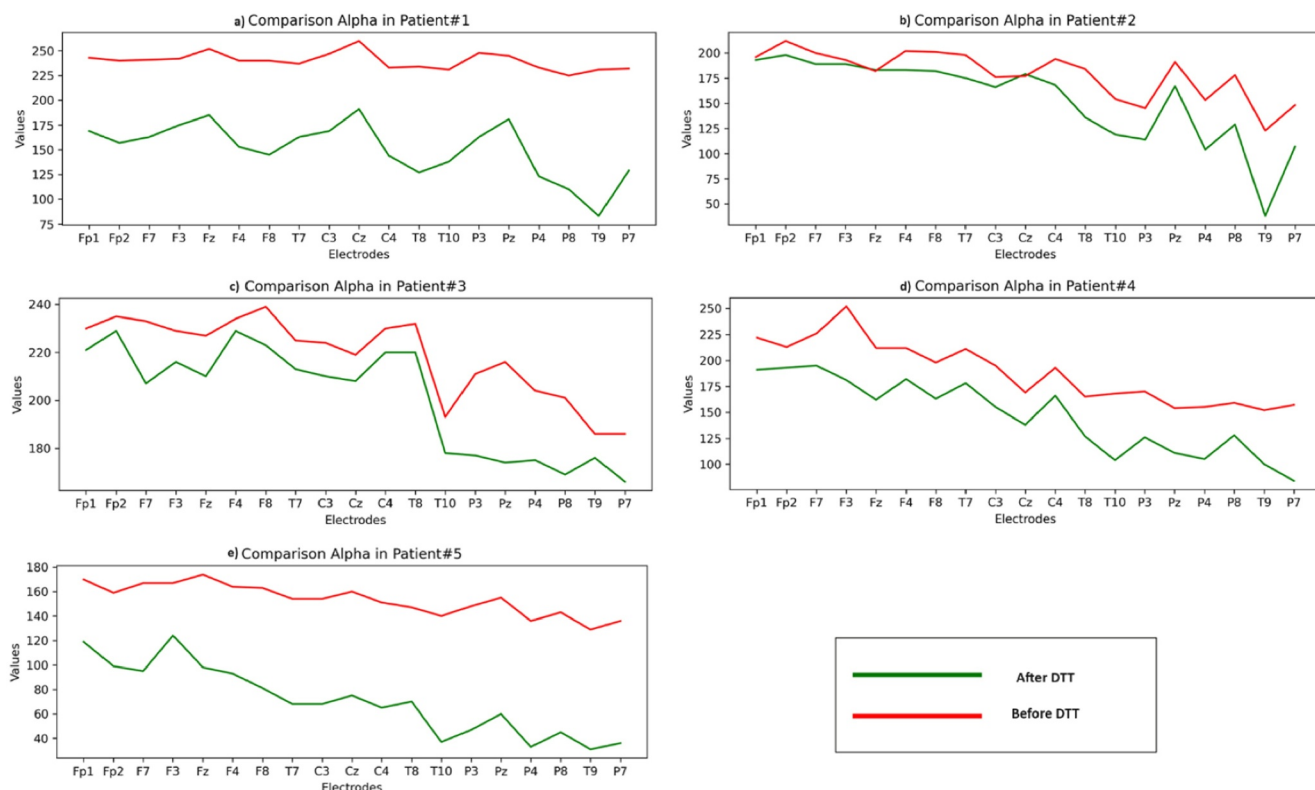 a) Comparison Alpha in Patient#1
250
225
200
175
150
125
100
75
Values
Fp1 Fp2 F7 F3 Fz F4 F8 T7 C3 Cz C4 T8 T10 P3 Pz P4 P8 T9 P7
Electrodes
b) Comparison Alpha in Patient#2
200
175
150
125
100
75
50
Values
Fp1 Fp2 F7 F3 Fz F4 F8 T7 C3 Cz C4 T8 T10 P3 Pz P4 P8 T9 P7
Electrodes
c) Comparison Alpha in Patient#3
240
220
200
180
Values
Fp1 Fp2 F7 F3 Fz F4 F8 T7 C3 Cz C4 T8 T10 P3 Pz P4 P8 T9 P7
Electrodes
d) Comparison Alpha in Patient#4
250
225
200
175
150
125
100
Values
Fp1 Fp2 F7 F3 Fz F4 F8 T7 C3 Cz C4 T8 T10 P3 Pz P4 P8 T9 P7
Electrodes
e) Comparison Alpha in Patient#5
180
160
140
120
100
80
60
40
Values
Fp1 Fp2 F7 F3 Fz F4 F8 T7 C3 Cz C4 T8 T10 P3 Pz P4 P8 T9 P7
Electrodes
After DTT
Before DTT